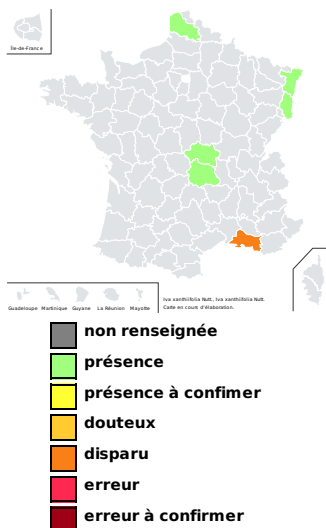 Île-de-France
Guadeloupe Martinique Guyane La Réunion Mayotte
Iva xanthiifolia Nutt., Iva xanthiifolia Nutt.
Carte en cours d'élaboration.
non renseignée
présence
présence à confimer
douteux
disparu
erreur
erreur à confirmer